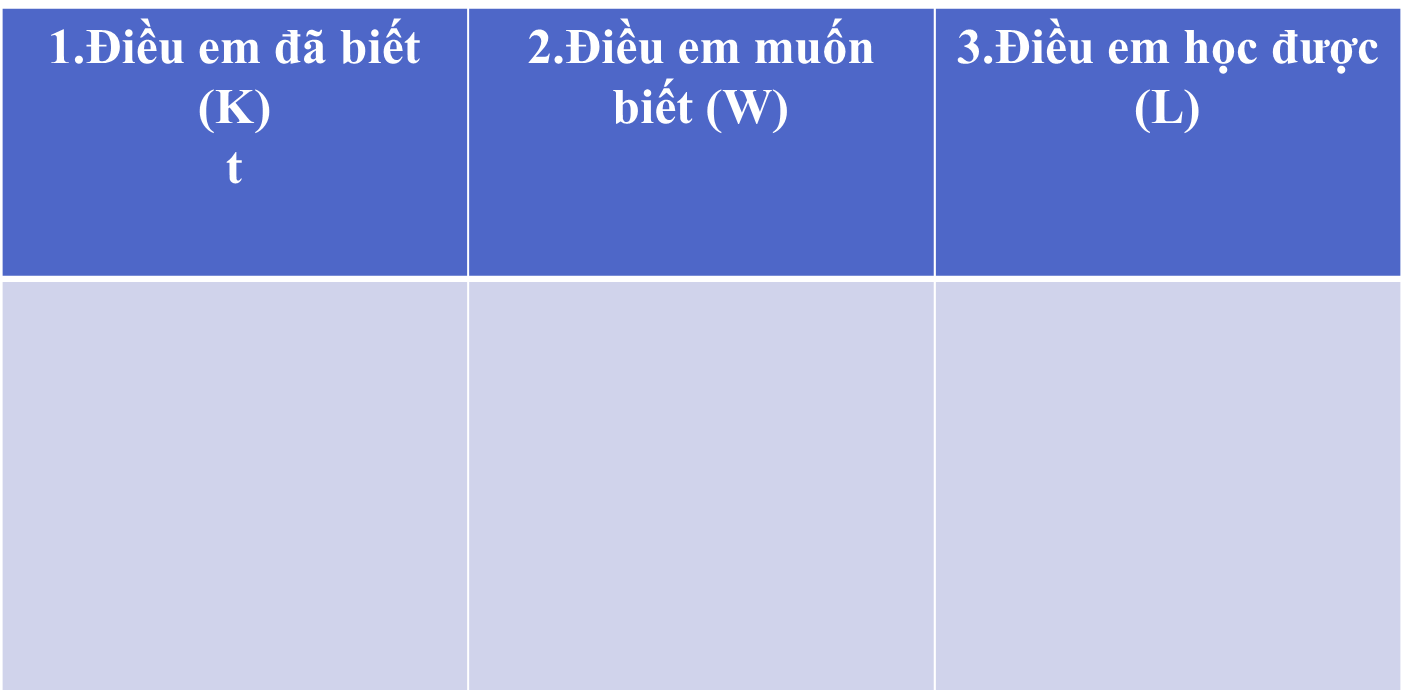 1.Điều em đã biết
(K)
t
2.Điều em muốn
biết (W)
3.Điều em học được
(L)